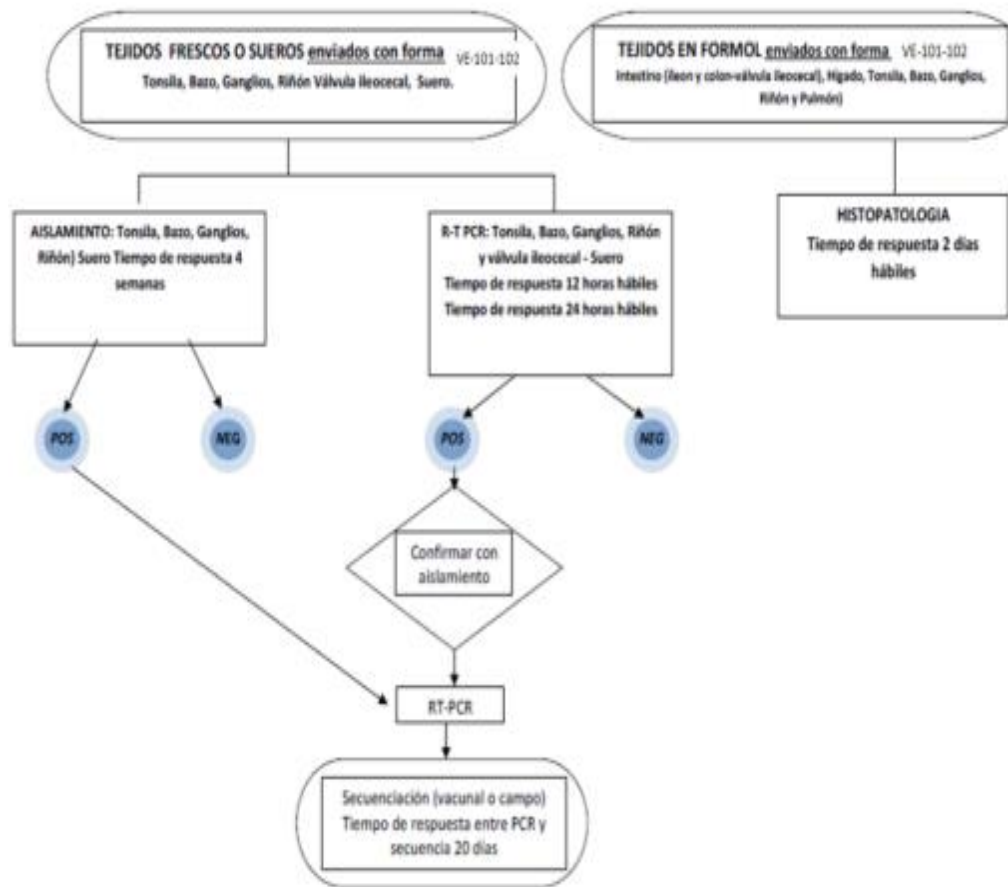 TEJIDOS FRESCOS O SUEROS enviados con forma VE-101-102
Tonsila, Bazo, Ganglios, Riñón Válvula ileocecal, Suero.
TEJIDOS EN FORMOL enviados con forma VE-101-102
Intestino (íleon y colon-válvula ileocecal), Hígado, Tonsila, Bazo, Ganglios,
Riñón y Pulmón)
AISLAMIENTO: Tonsila, Bazo, Ganglios,
Riñón) Suero Tiempo de respuesta 4
semanas
R-T PCR: Tonsila, Bazo, Ganglios, Riñón
y válvula ileocecal - Suero
Tiempo de respuesta 12 horas hábiles
Tiempo de respuesta 24 horas hábiles
HISTOPATOLOGIA
Tiempo de respuesta 2 días
hábiles
POS
NEG
POS
NEG
Confirmar con
aislamiento
RT-PCR
Secuenciación (vacunal o campo)
Tiempo de respuesta entre PCR y
secuencia 20 días